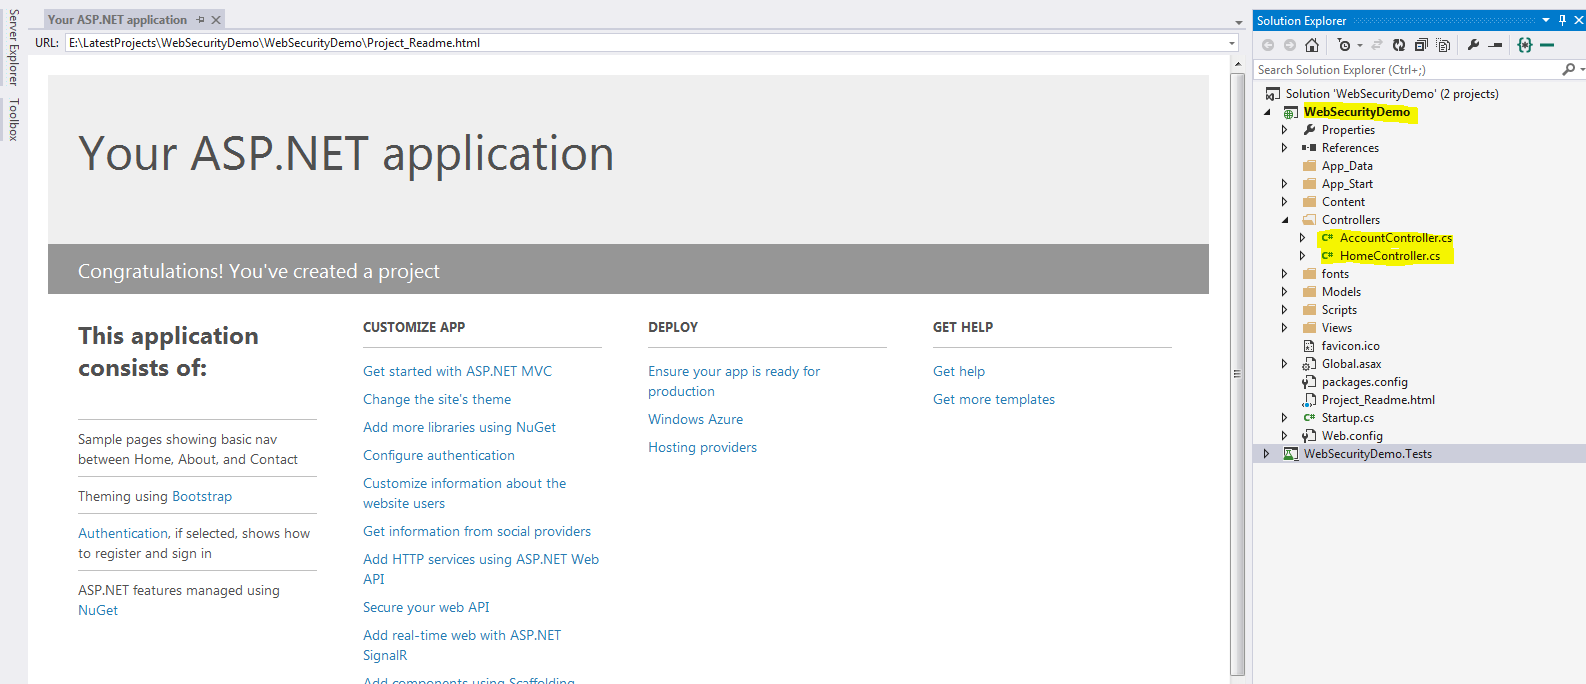 Server Explorer
Toolbox
Your ASP.NET application
URL: E:\LatestProjects\WebSecurityDemo\WebSecurityDemo\Project_Readme.html
Your ASP.NET application
Congratulations! You've created a project
This application
consists of:
Sample pages showing basic nav
between Home, About, and Contact
Theming using Bootstrap
Authentication, if selected, shows how
to register and sign in
ASP.NET features managed using
NuGet
CUSTOMIZE APP
Get started with ASP.NET MVC
Change the site's theme
Add more libraries using NuGet
Configure authentication
Customize information about the
website users
Get information from social providers
Add HTTP services using ASP.NET Web
API
Secure your web API
Add real-time web with ASP.NET
SignalR
Add components using Scaffolding
DEPLOY
Ensure your app is ready for
production
Windows Azure
Hosting providers
GET HELP
Get help
Get more templates
Solution Explorer
Search Solution Explorer (Ctrl+;)
Solution 'WebSecurityDemo' (2 projects)
WebSecurityDemo
Properties
References
App_Data
App_Start
Content
Controllers
C# AccountController.cs
C# HomeController.cs
fonts
Models
Scripts
Views
favicon.ico
Global.asax
packages.config
Project_Readme.html
C# Startup.cs
Web.config
WebSecurityDemo.Tests